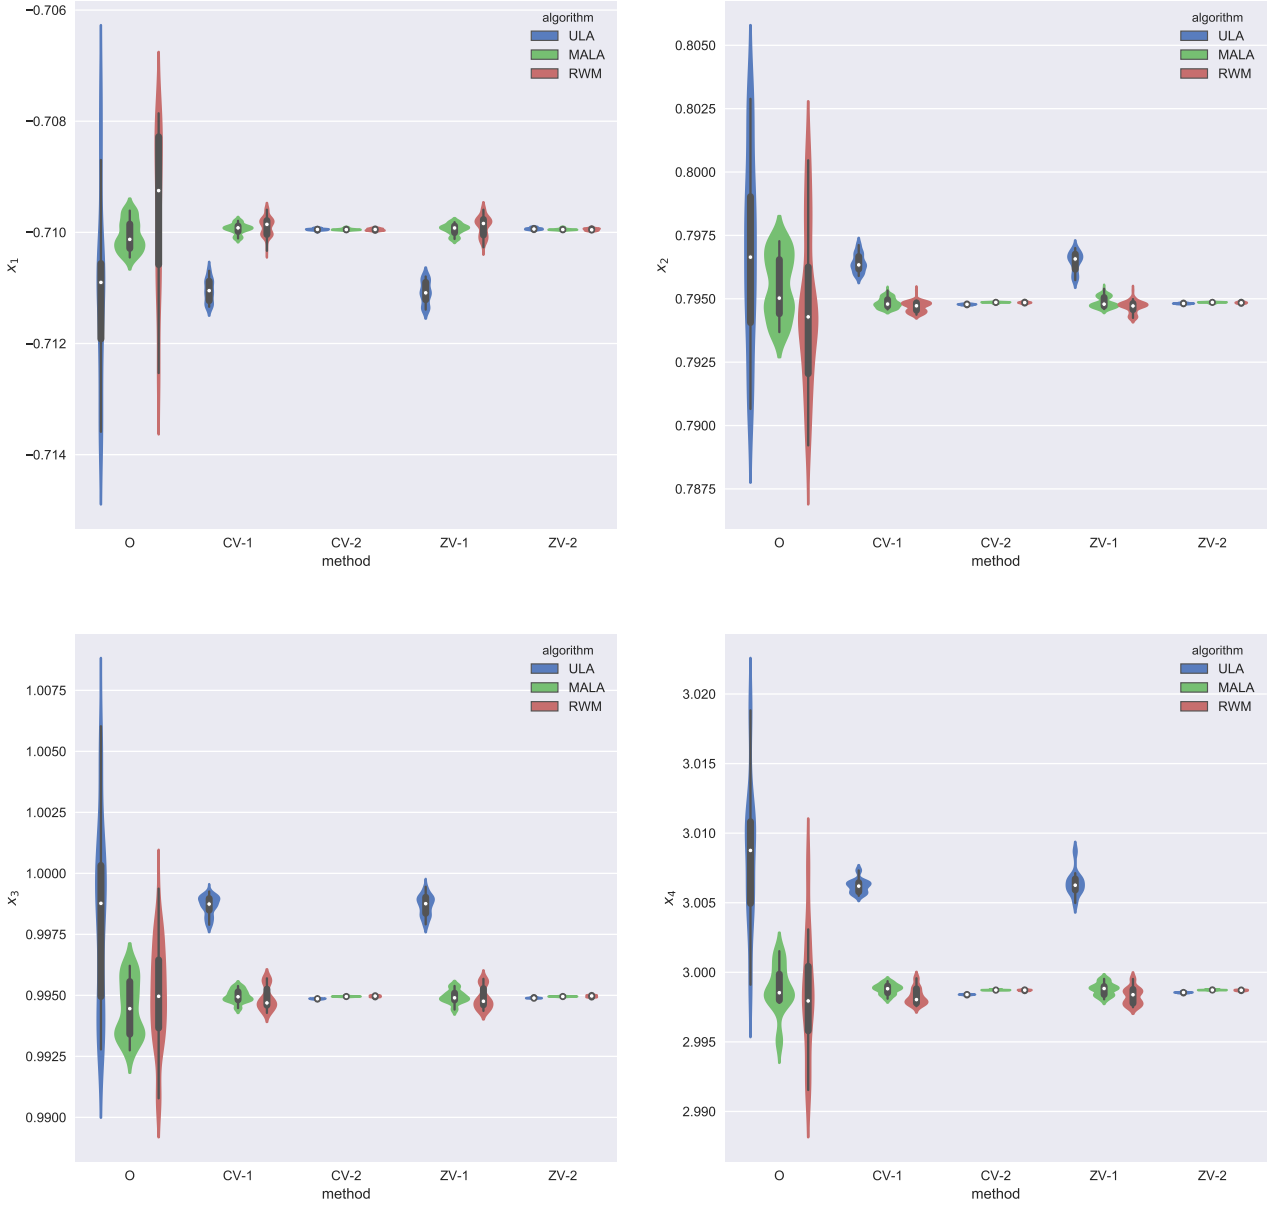 −0.706
−0.708
−0.710
−0.712
−0.714
x1
O CV-1 CV-2 ZV-1 ZV-2
method
algorithm
ULA
MALA
RWM
0.8050
0.8025
0.8000
0.7975
0.7950
0.7925
0.7900
0.7875
x2
O CV-1 CV-2 ZV-1 ZV-2
method
algorithm
ULA
MALA
RWM
1.0075
1.0050
1.0025
1.0000
0.9975
0.9950
0.9925
0.9900
x3
O CV-1 CV-2 ZV-1 ZV-2
method
algorithm
ULA
MALA
RWM
3.020
3.015
3.010
3.005
3.000
2.995
2.990
x4
O CV-1 CV-2 ZV-1 ZV-2
method
algorithm
ULA
MALA
RWM